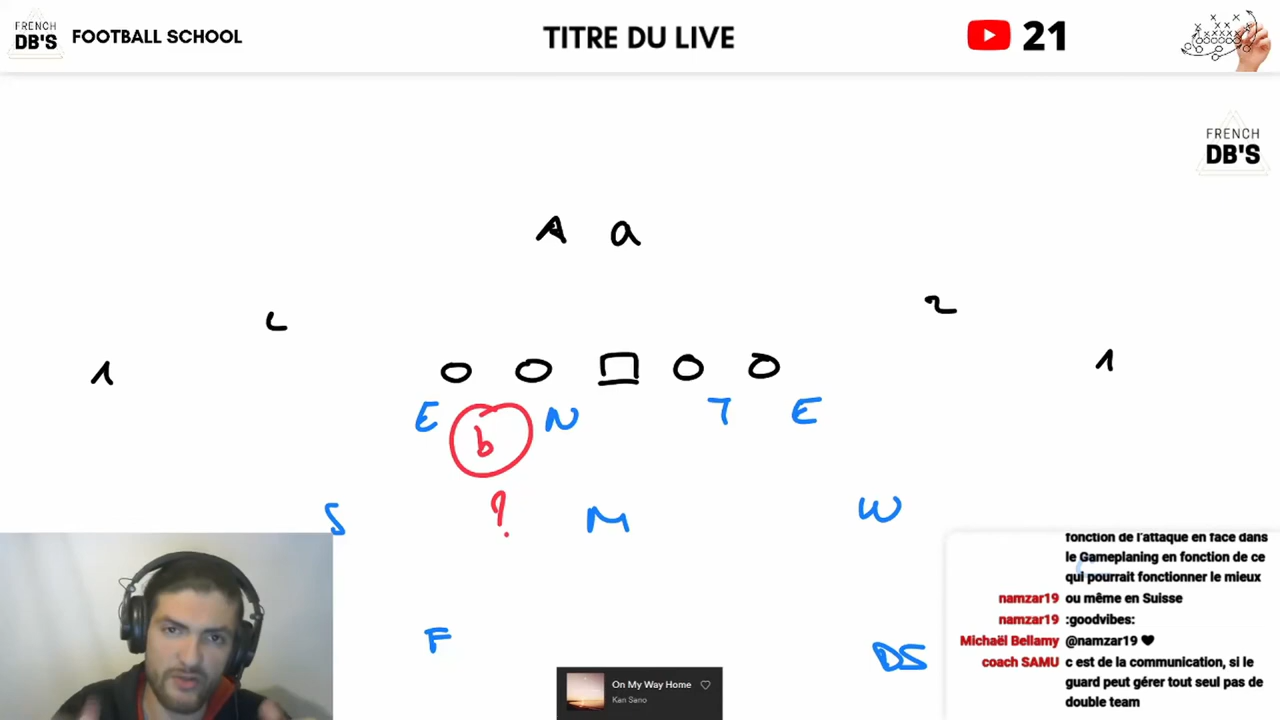 FRENCH
DB'S
FOOTBALL SCHOOL
TITRE DU LIVE
21
FRENCH
DB'S
A a
2
1 1
E b N T E
S ? M W
F DS
fonction de l'attaque en face dans
le Gameplaning en fonction de ce
qui pourrait fonctionner le mieux
namzar19 ou même en Suisse
namzar19 :goodvibes:
Michaël Bellamy @namzar19 ❤
coach SAMU c est de la communication, si le
guard peut gérer tout seul pas de
double team
On My Way Home
Kan Sano